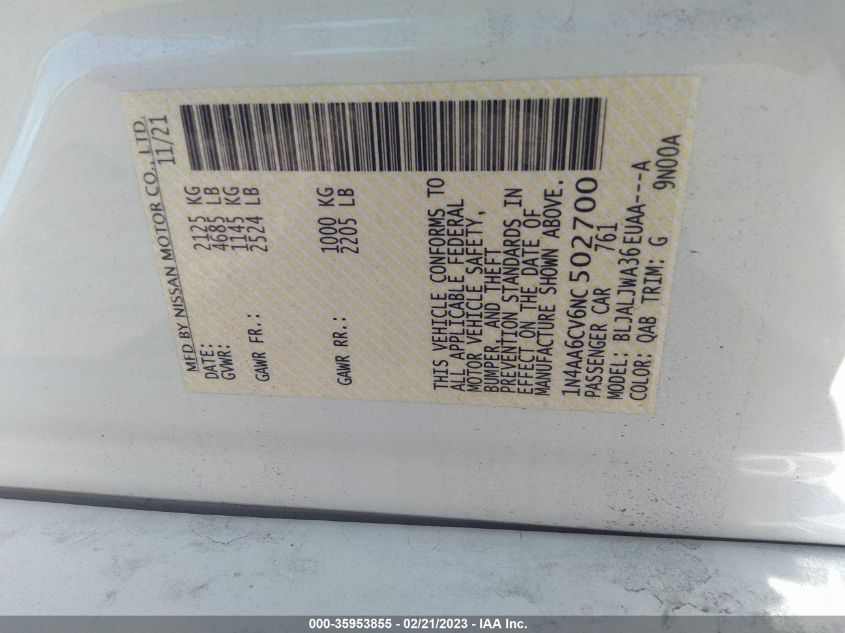 MFD BY NISSAN MOTOR CO., LTD.
DATE: 11/21
GVWR: 2125 KG
4685 LB
GAWR FR.: 1145 KG
2524 LB
GAWR RR.: 1000 KG
2205 LB
THIS VEHICLE CONFORMS TO
ALL APPLICABLE FEDERAL
MOTOR VEHICLE SAFETY,
BUMPER, AND THEFT
PREVENTION STANDARDS IN
EFFECT ON THE DATE OF
MANUFACTURE SHOWN ABOVE.
1N4AA6CV6NC502700
PASSENGER CAR 761
MODEL: BLJALJWA36EUAA---A
COLOR: QAB TRIM: G 9N00A
000-35953855 / 02/21/2023 - IAA Inc.